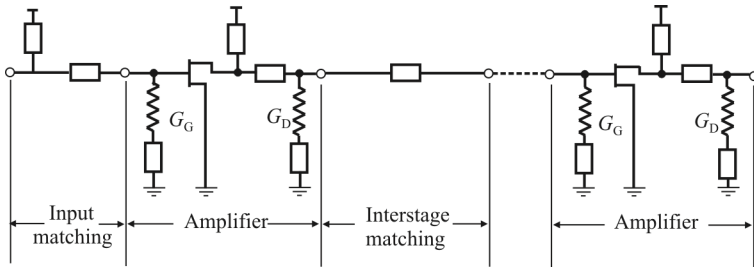 G_G
G_D
G_G
G_D
Input
matching
Amplifier
Interstage
matching
Amplifier